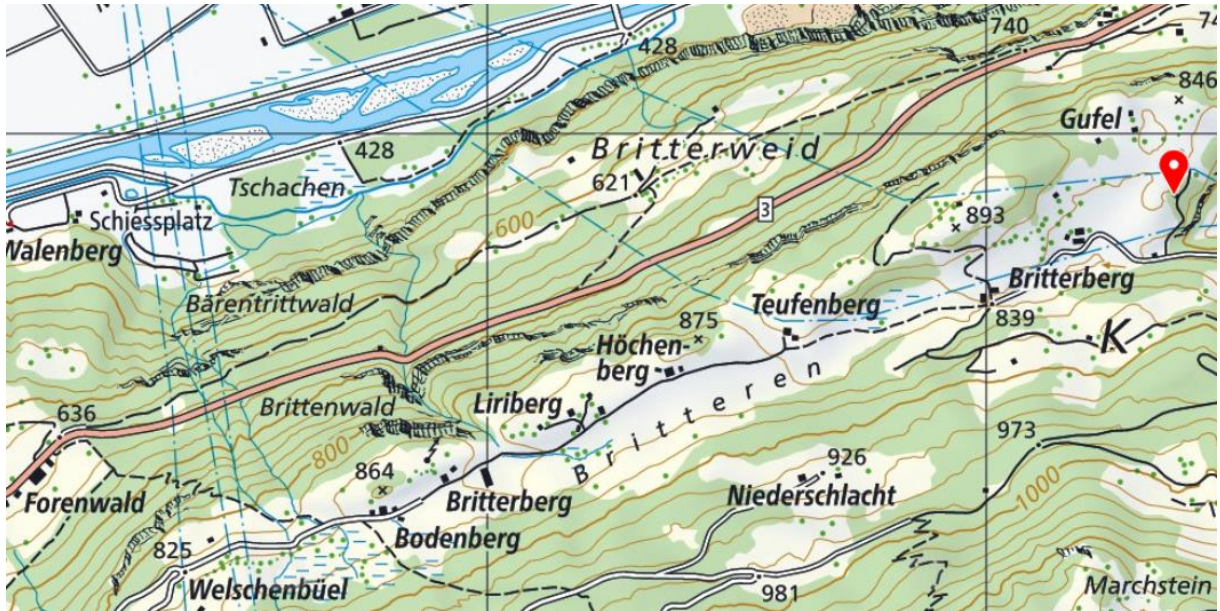 740
74
428
846
Gufel
428
Britterweid
Tschachen
621
3
Schiessplatz
600
893
Walenberg
Britterberg
Bärentrittwald
Teufenberg
839
875
Höchen-
berg
K
Britteren
Brittenwald
Liriberg
636
800
973
864
926
1000
Forenwald
Britterberg
Niederschlacht
Bodenberg
825
Welschenbüel
981
Marchstein